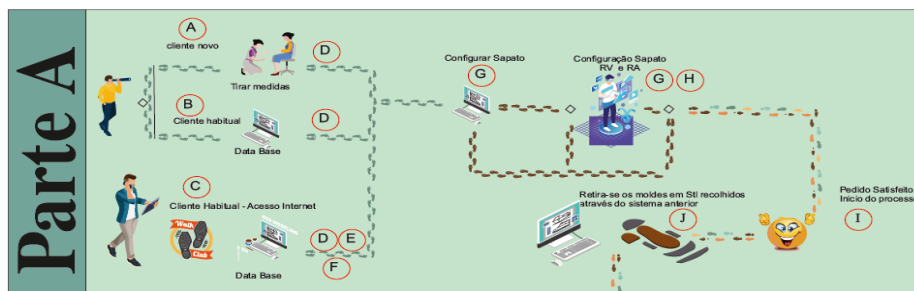 Parte A
A
cliente novo
D
Tirar medidas
B
Cliente habitual
D
Data Base
C
Cliente Habitual - Acesso Internet
Walk
Club
D
E
F
Data Base
Configurar Sapato
G
Configuração Sapato
RV e RA
G
H
Retira-se os moldes em Stl recolhidos
através do sistema anterior
J
Pedido Satisfeito
Inicio do processo
I